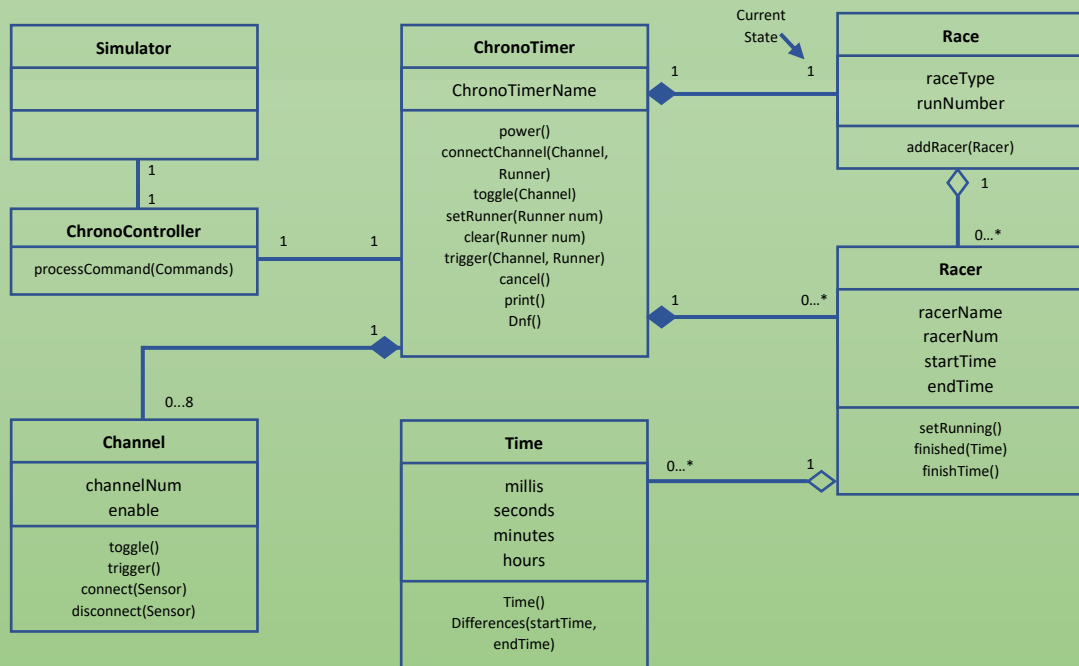 Simulator
1
1
ChronoController
processCommand(Commands)
1
1
ChronoTimer
ChronoTimerName
power()
connectChannel(Channel,
Runner)
toggle(Channel)
setRunner(Runner num)
clear(Runner num)
trigger(Channel, Runner)
cancel()
print()
Dnf()
1
1
Current
State
Race
raceType
runNumber
addRacer(Racer)
1
0...*
1
0...*
Racer
racerName
racerNum
startTime
endTime
setRunning()
finished(Time)
finishTime()
1
0...8
Channel
channelNum
enable
toggle()
trigger()
connect(Sensor)
disconnect(Sensor)
Time
millis
seconds
minutes
hours
Time()
Differences(startTime,
endTime)
0...*
1